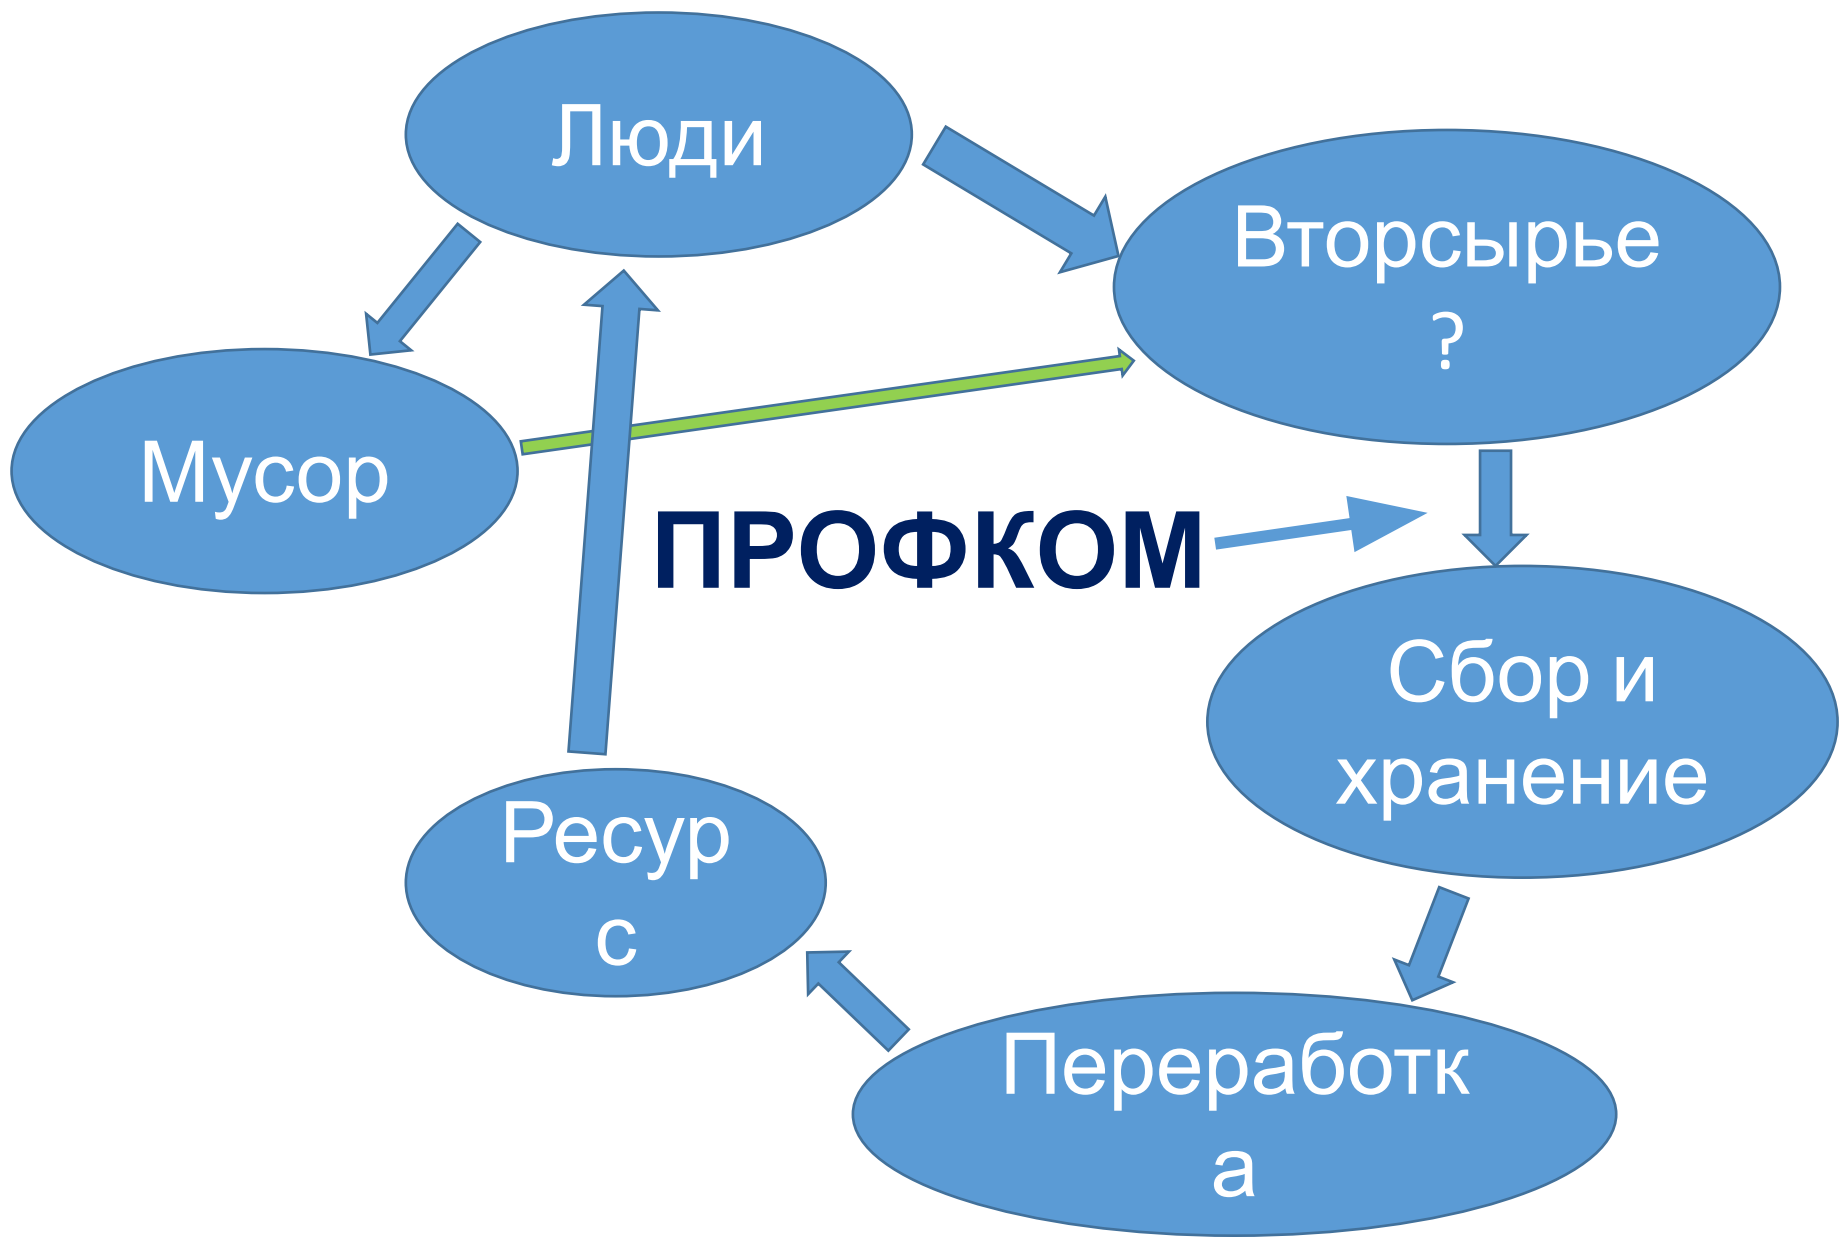 Люди
Вторсырье
?
Мусор
ПРОФКОМ
Сбор и
хранение
Ресур
с
Переработк
а